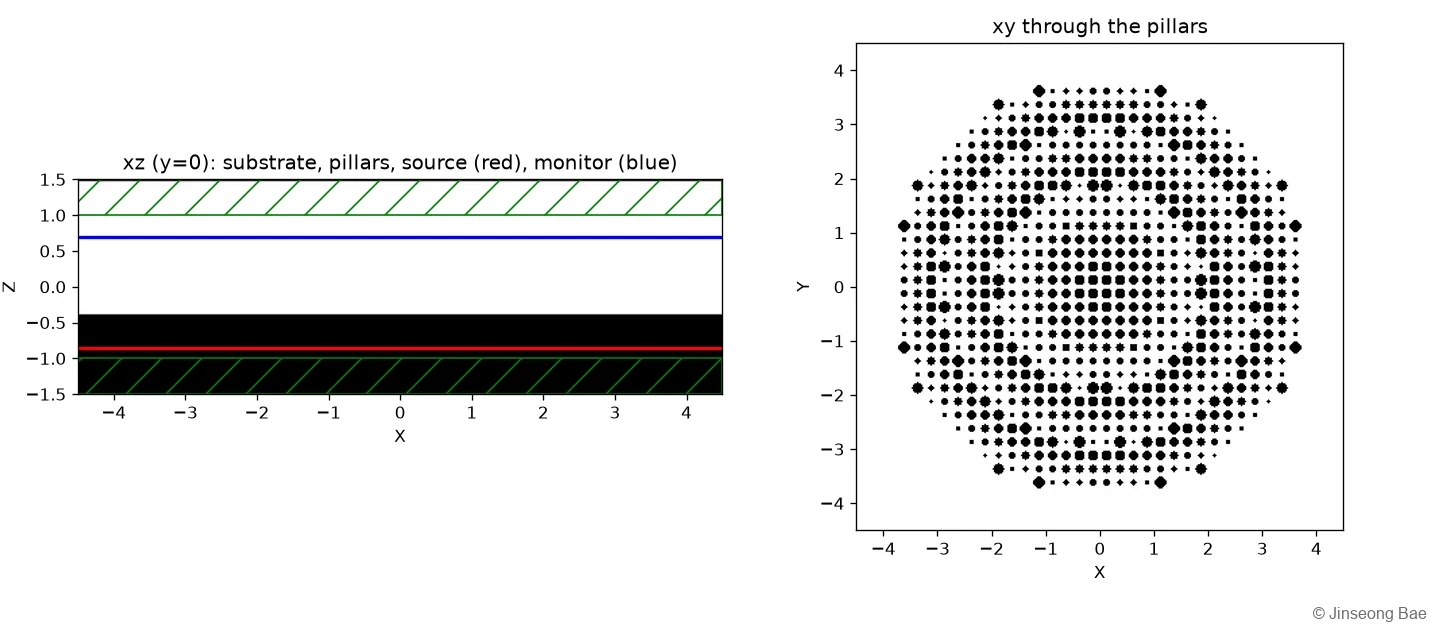 xz (y=0): substrate, pillars, source (red), monitor (blue)
1.5
1.0
0.5
0.0
−0.5
−1.0
−1.5
Z
−4 −3 −2 −1 0 1 2 3 4
X
xy through the pillars
4
3
2
1
0
−1
−2
−3
−4
Y
−4 −3 −2 −1 0 1 2 3 4
X
© Jinseong Bae